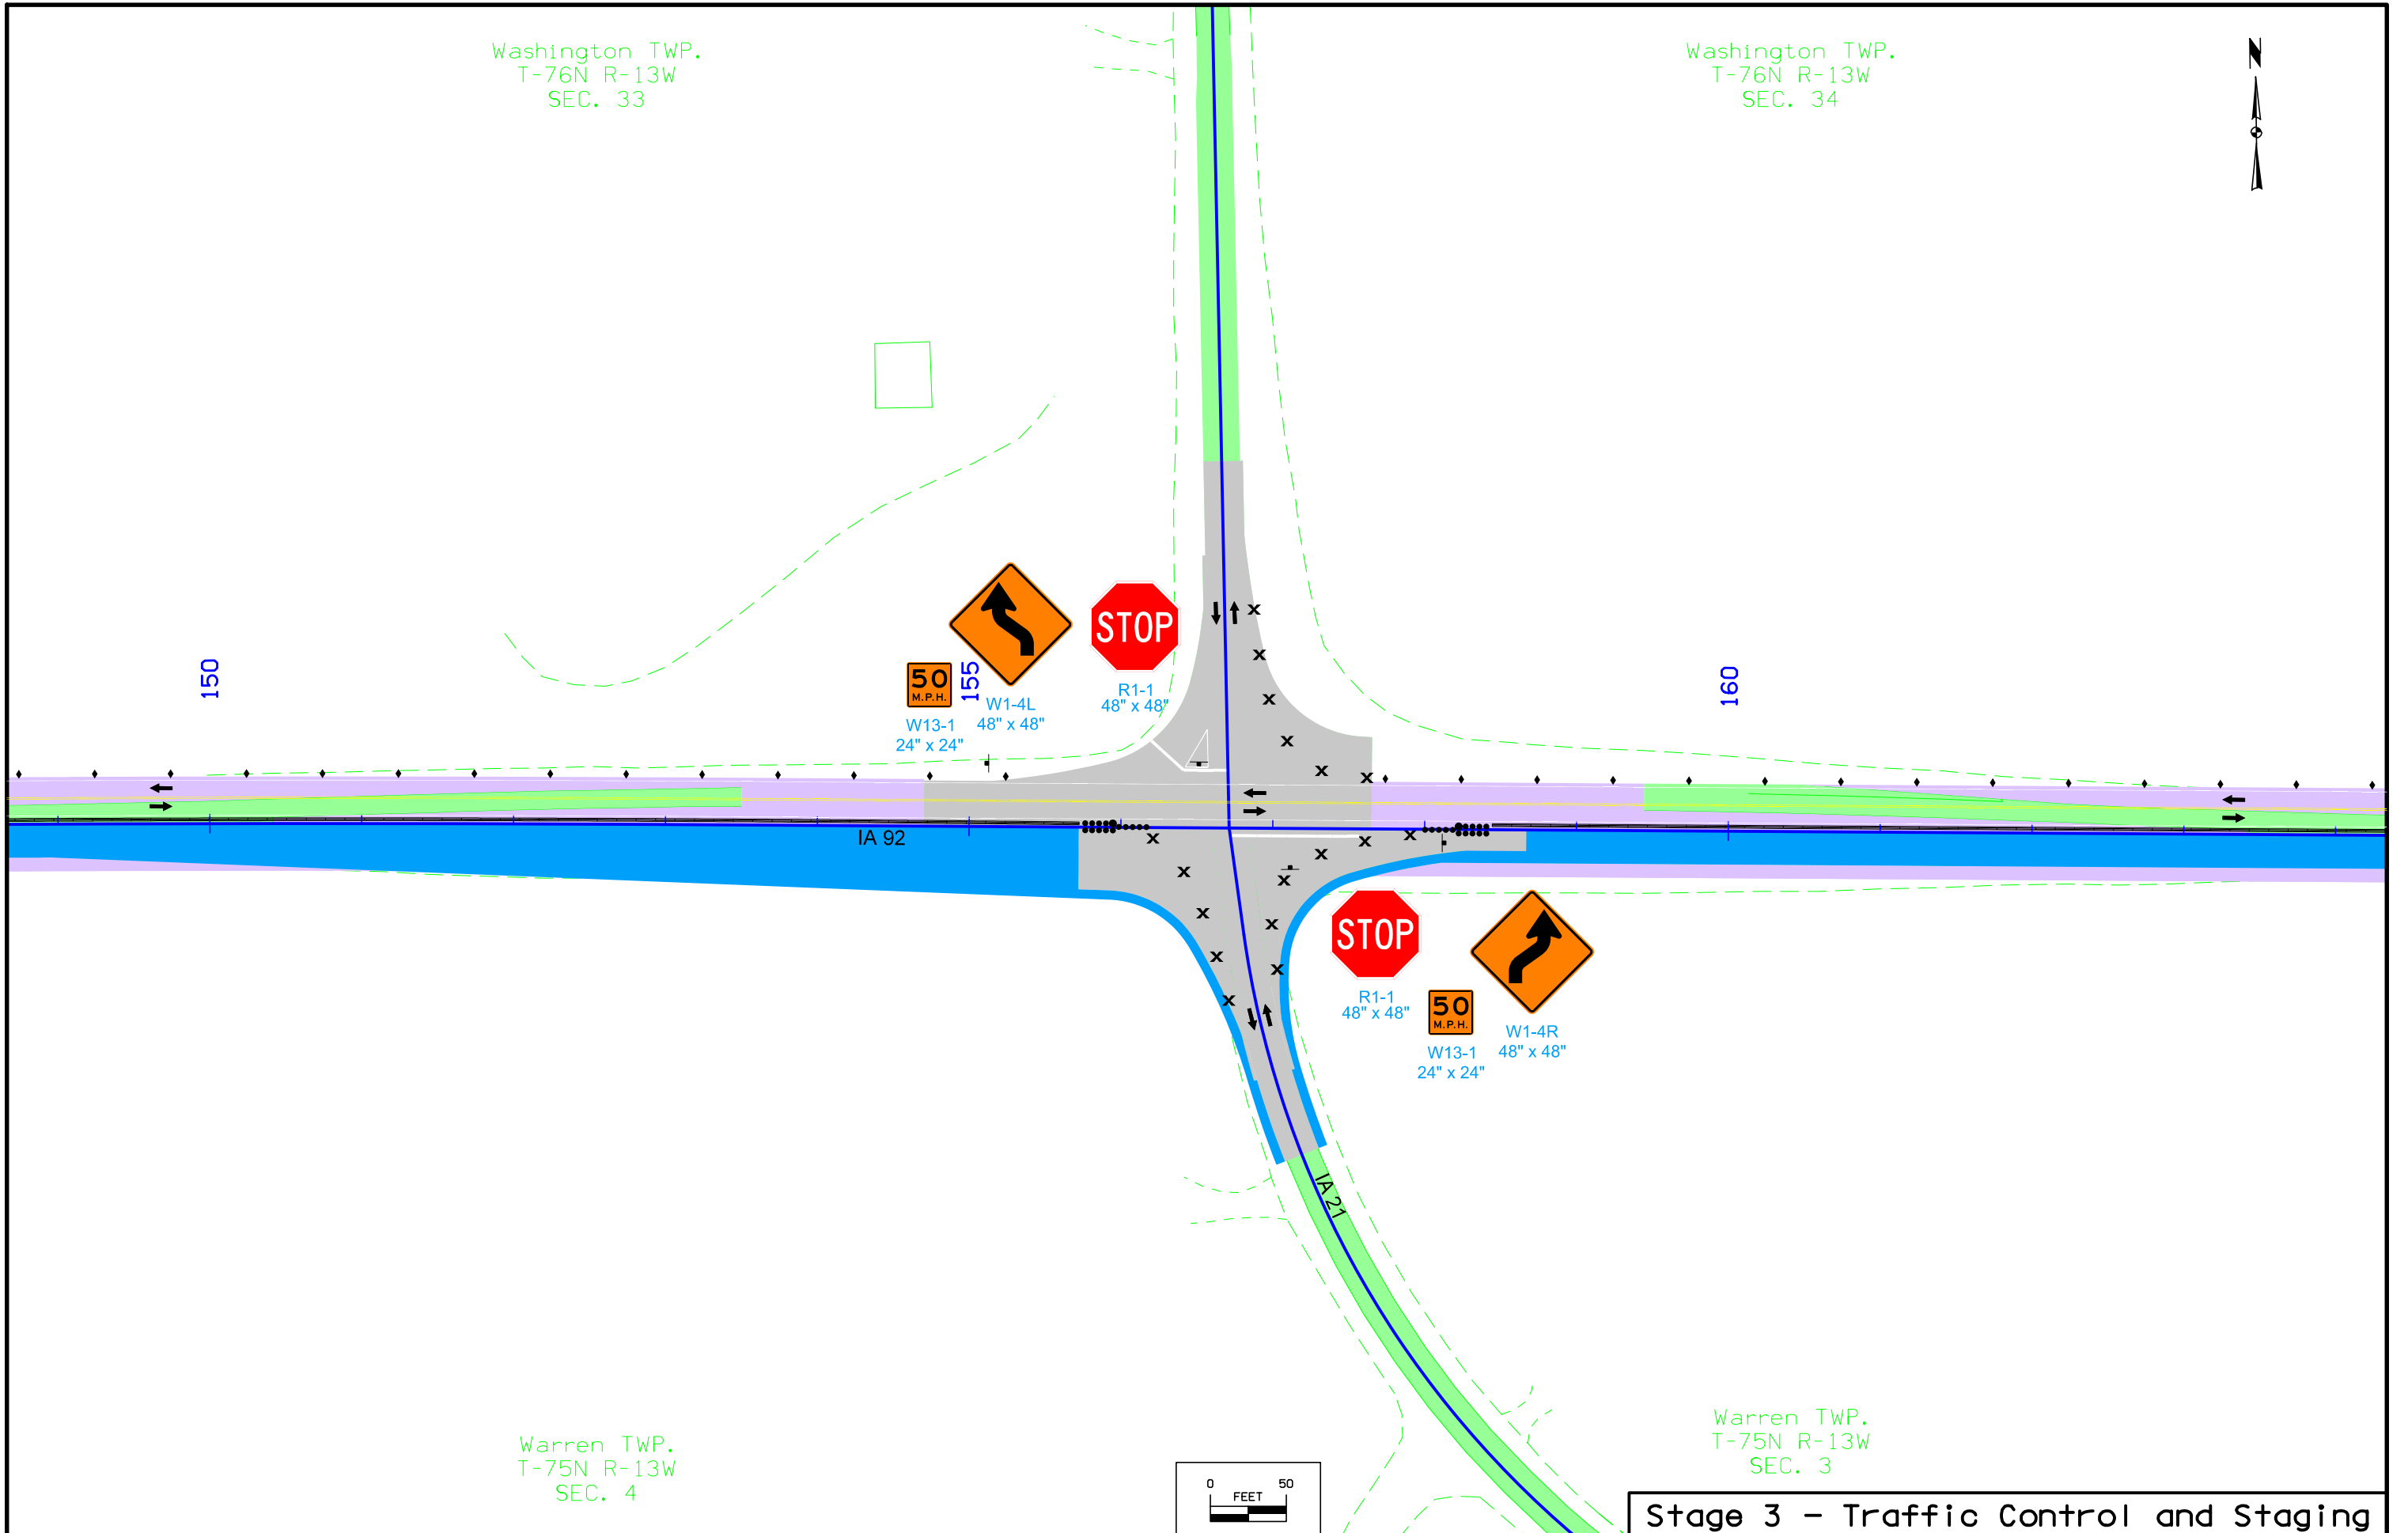 Washington TWP.
T-76N R-13W
SEC. 33
Washington TWP.
T-76N R-13W
SEC. 34
N
150
155
160
50
M.P.H.
W13-1
24" x 24"
W1-4L
48" x 48"
STOP
R1-1
48" x 48"
IA 92
STOP
R1-1
48" x 48"
50
M.P.H.
W13-1
24" x 24"
W1-4R
48" x 48"
IA 21
Warren TWP.
T-75N R-13W
SEC. 4
Warren TWP.
T-75N R-13W
SEC. 3
0 50
FEET
Stage 3 - Traffic Control and Staging